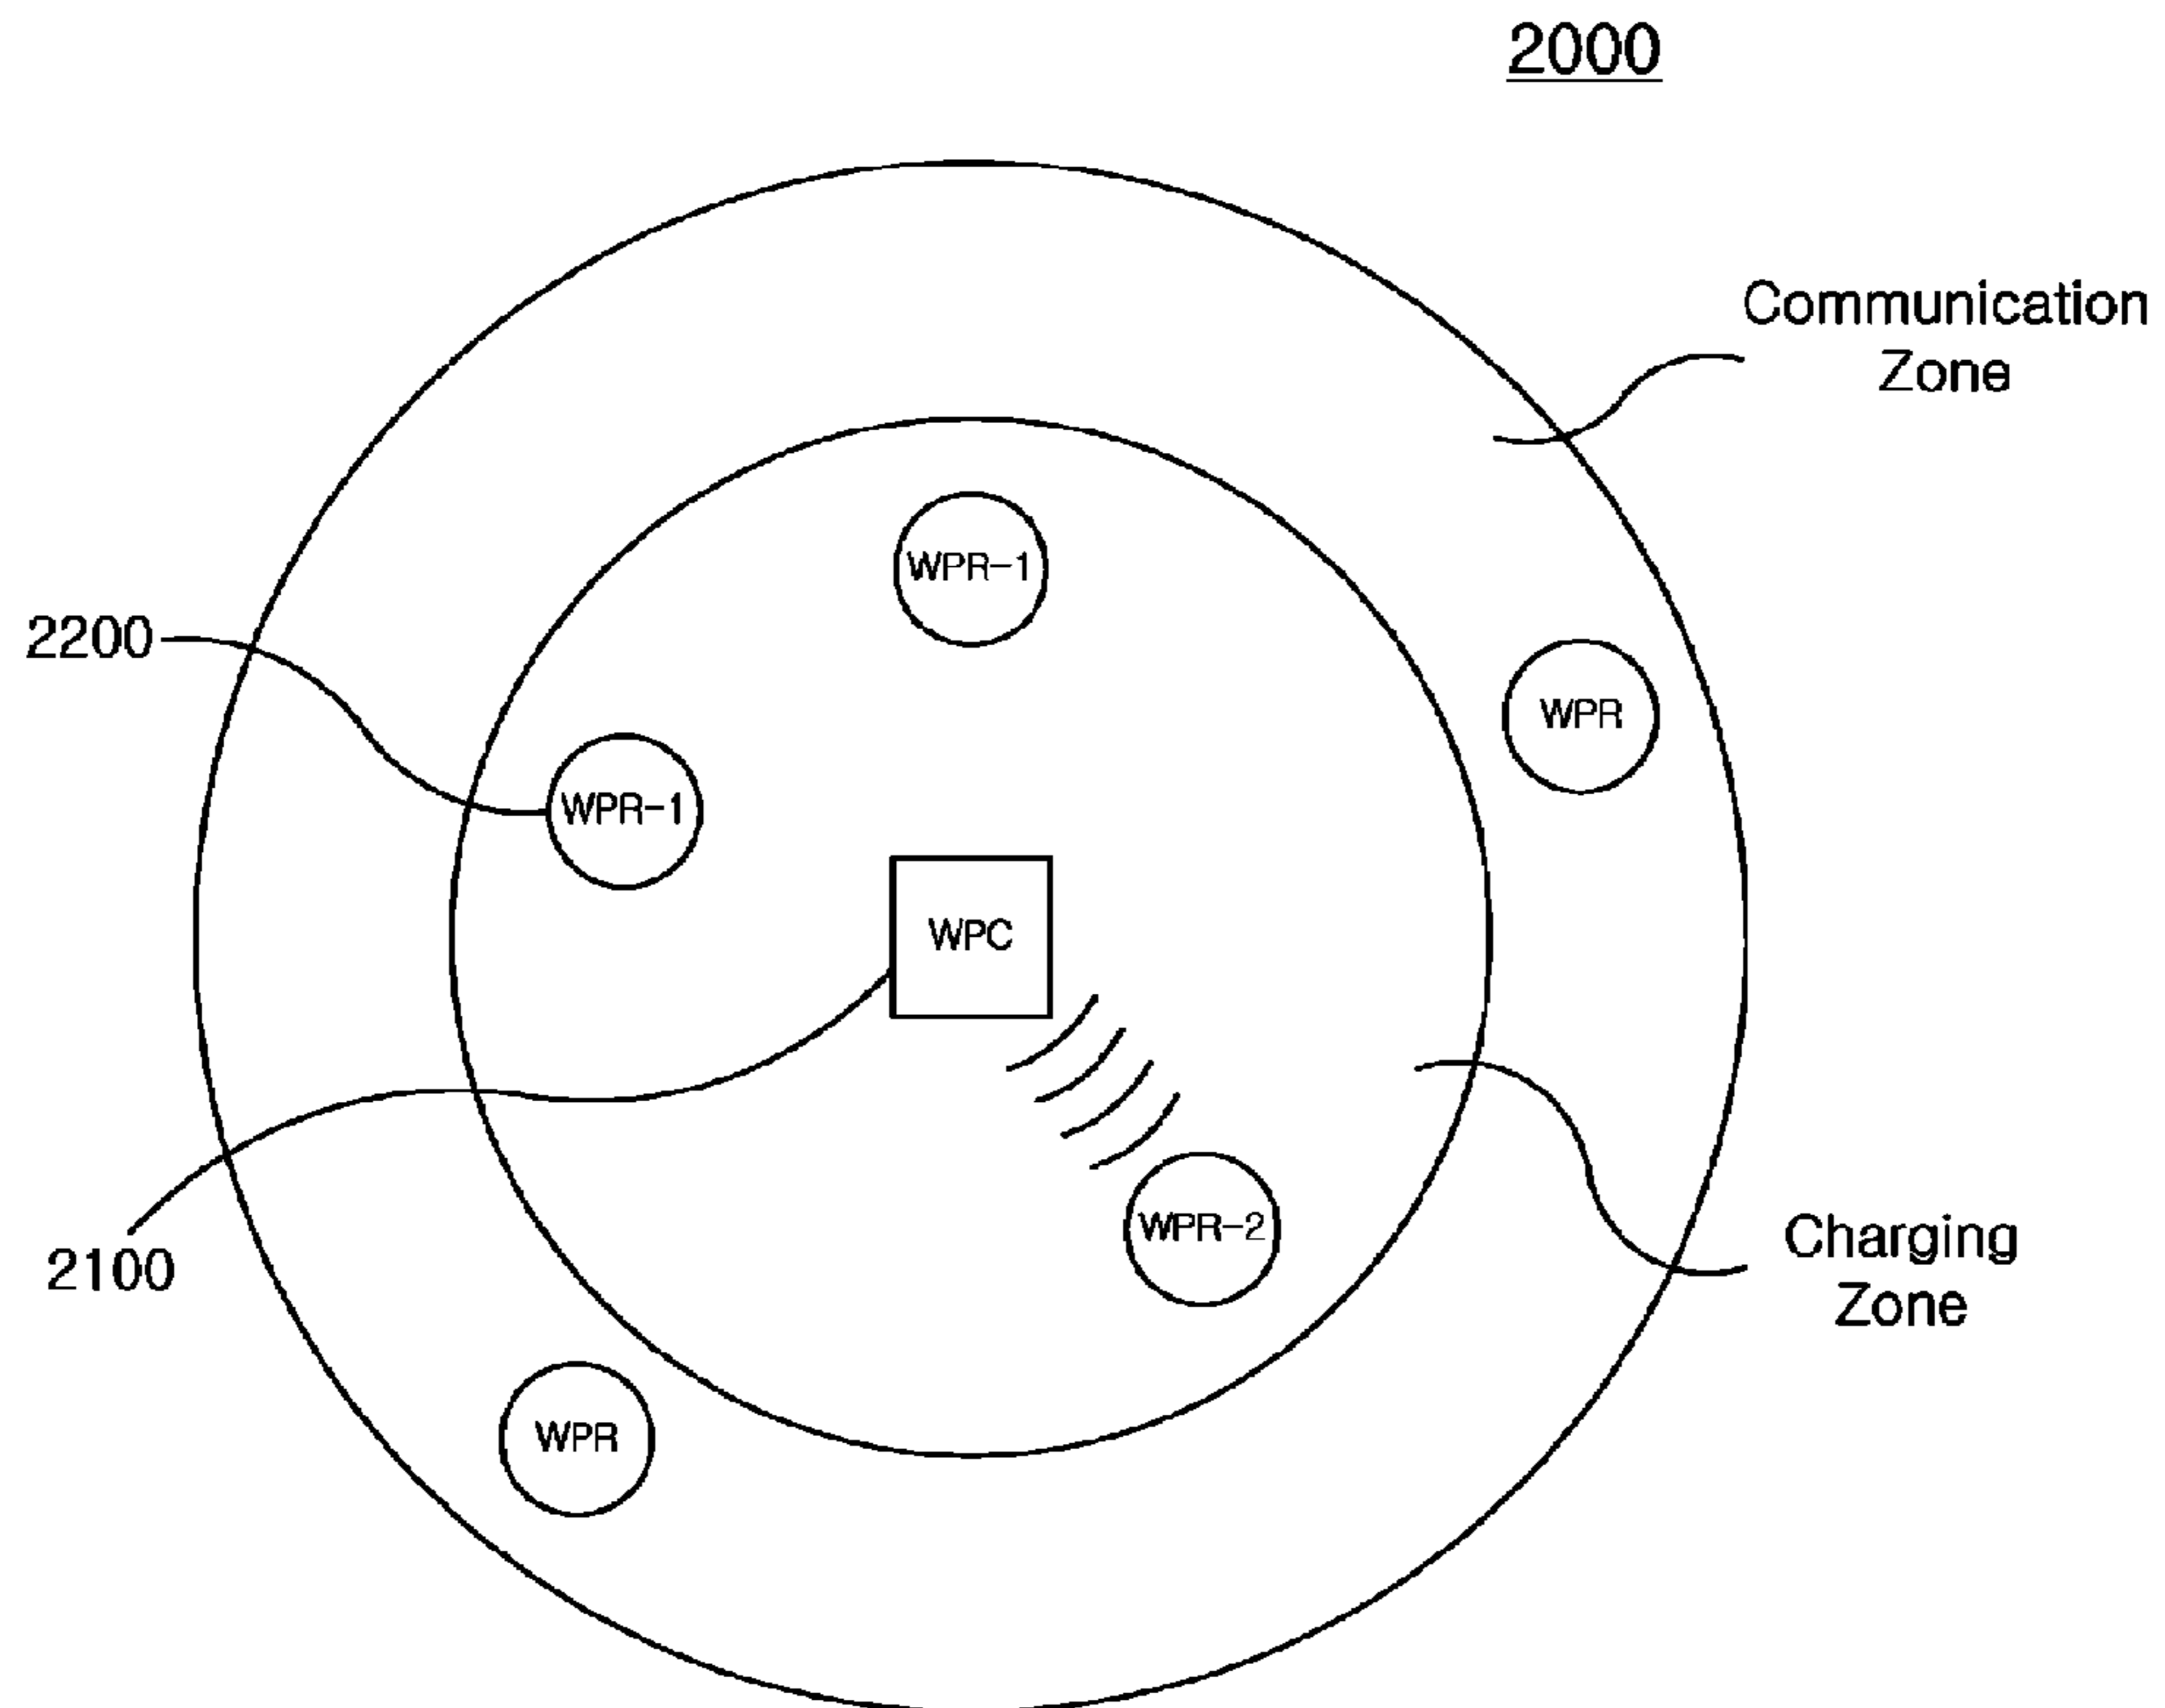 2000
Communication
Zone
WPR-1
2200
WPR
WPR-1
WPC
Charging
Zone
2100
WPR-2
WPR